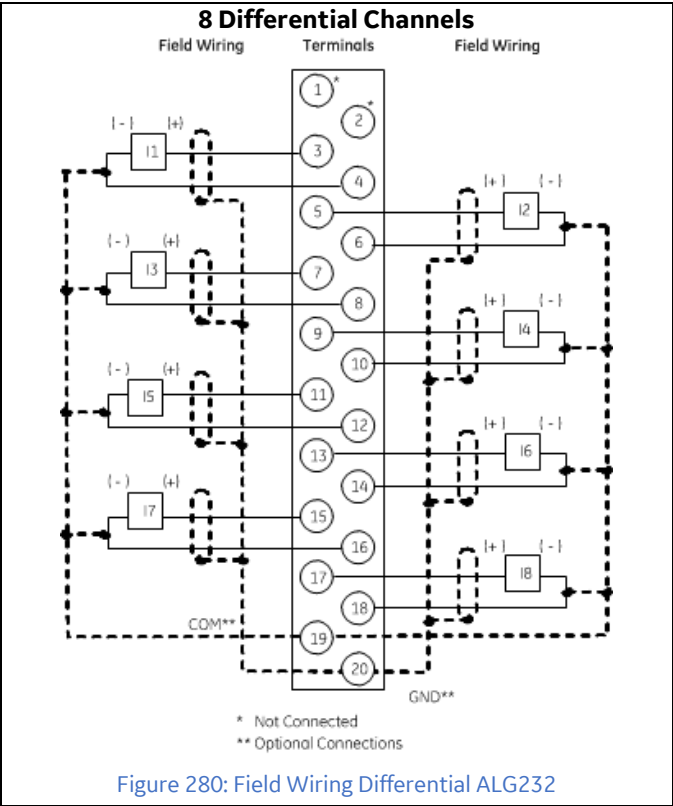 8 Differential Channels
Field Wiring Terminals Field Wiring
1 *
2 *
(-) (+)
I1
3
4
(+) (-)
5 I2
6
(-) (+)
I3 7
8
(+) (-)
9 I4
10
(-) (+)
I5 11
12
(+) (-)
13 I6
14
(-) (+)
I7 15
16
(+) (-)
17 I8
18
COM**
19
20
GND**
* Not Connected
** Optional Connections
Figure 280: Field Wiring Differential ALG232